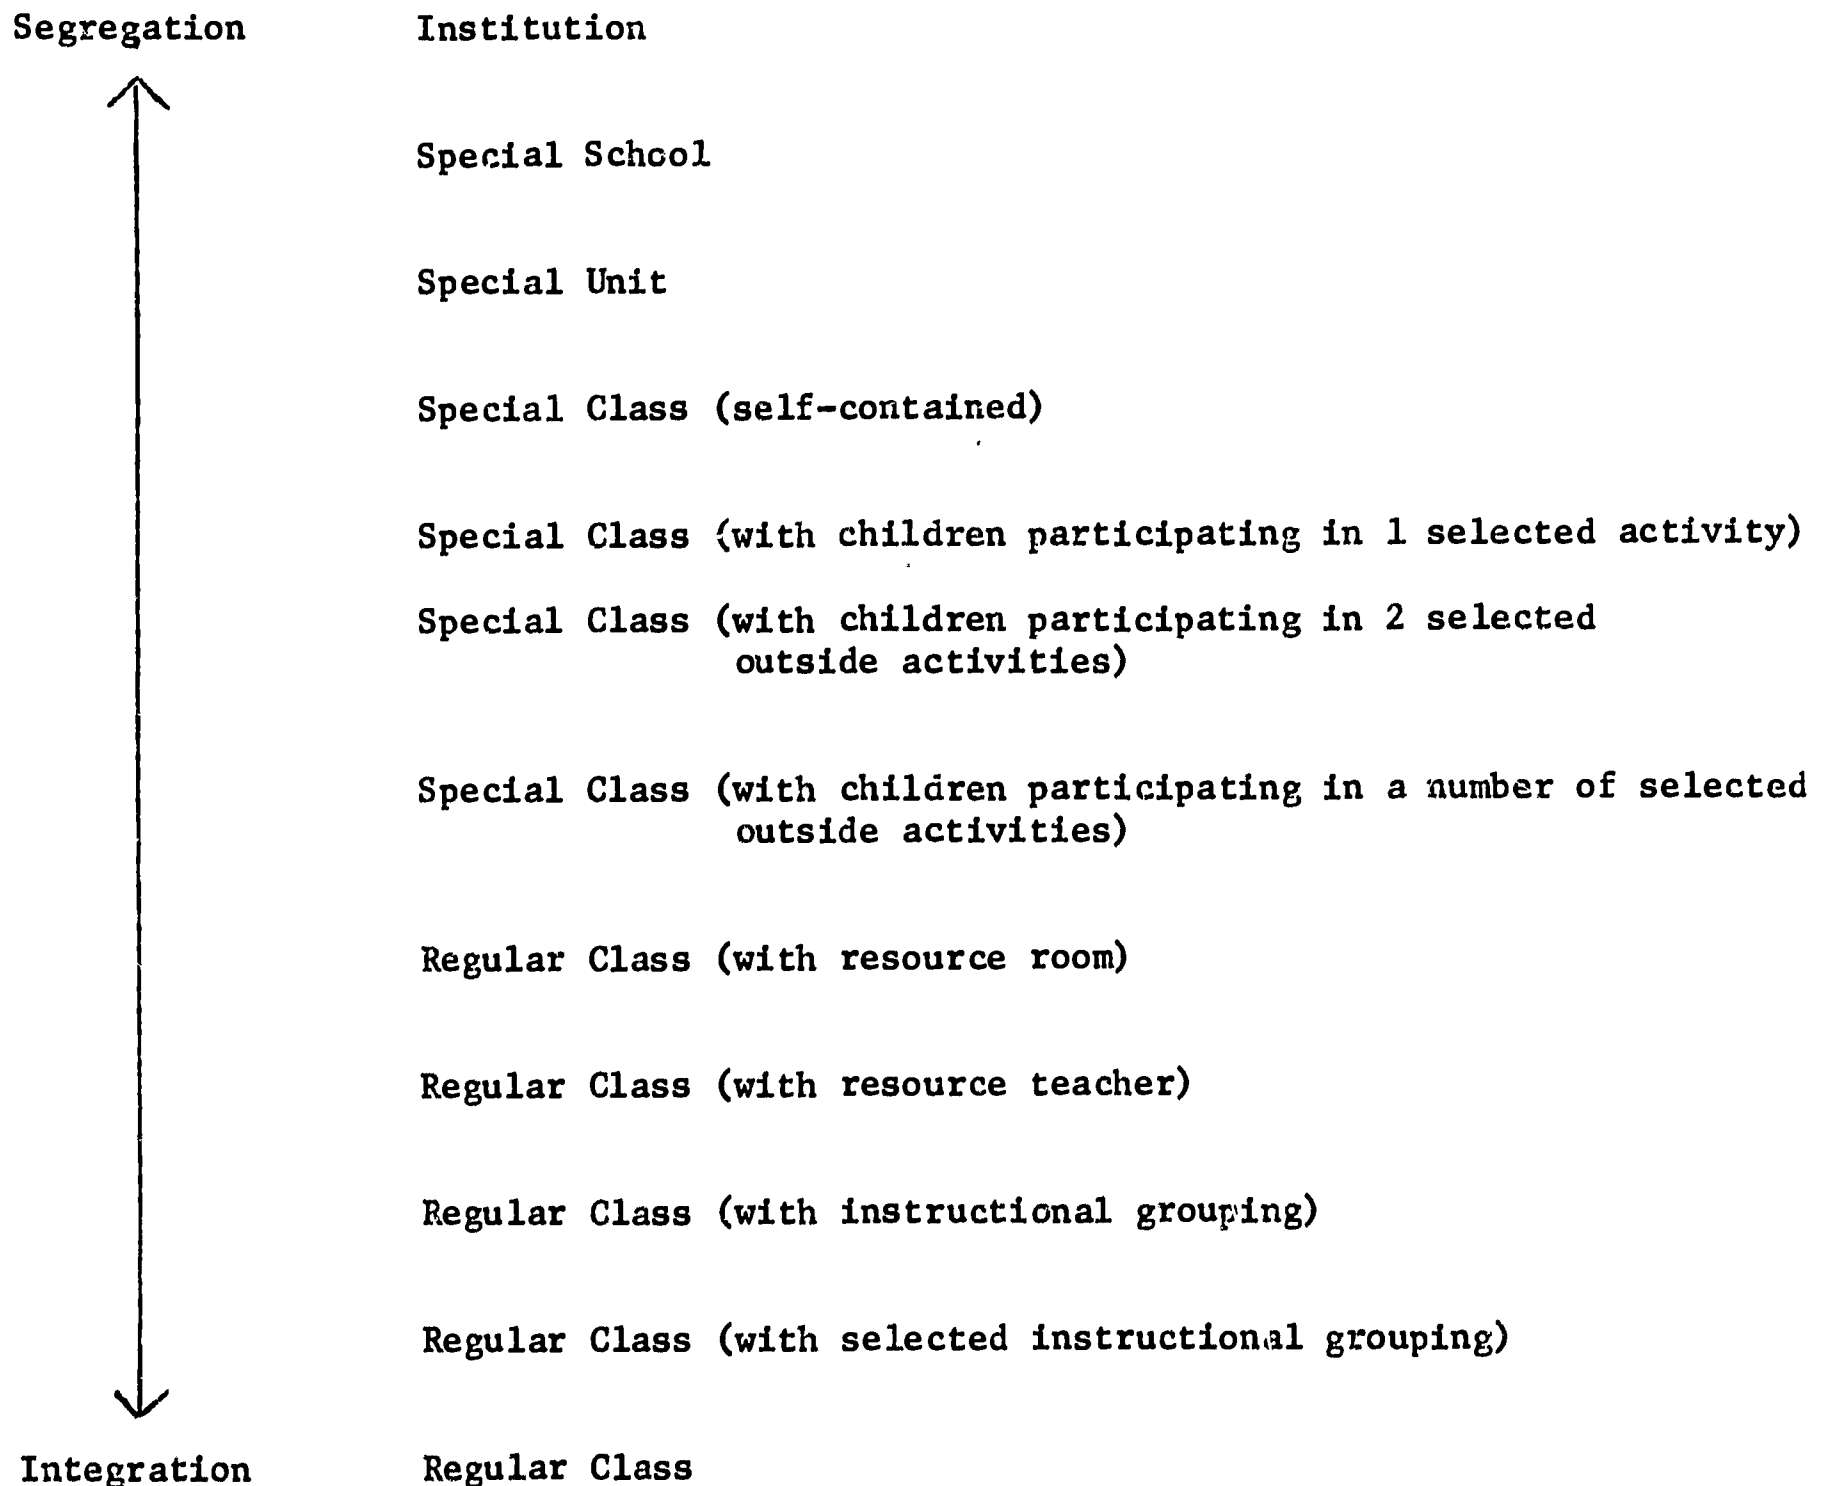 Segregation Institution
Special School
Special Unit
Special Class (self-contained)
Special Class (with children participating in 1 selected activity)
Special Class (with children participating in 2 selected
outside activities)
Special Class (with children participating in a number of selected
outside activities)
Regular Class (with resource room)
Regular Class (with resource teacher)
Regular Class (with instructional grouping)
Regular Class (with selected instructional grouping)
Integration Regular Class